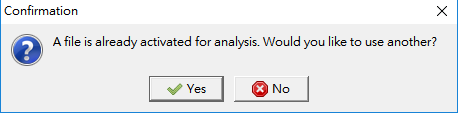 Confirmation
A file is already activated for analysis. Would you like to use another?
Yes No